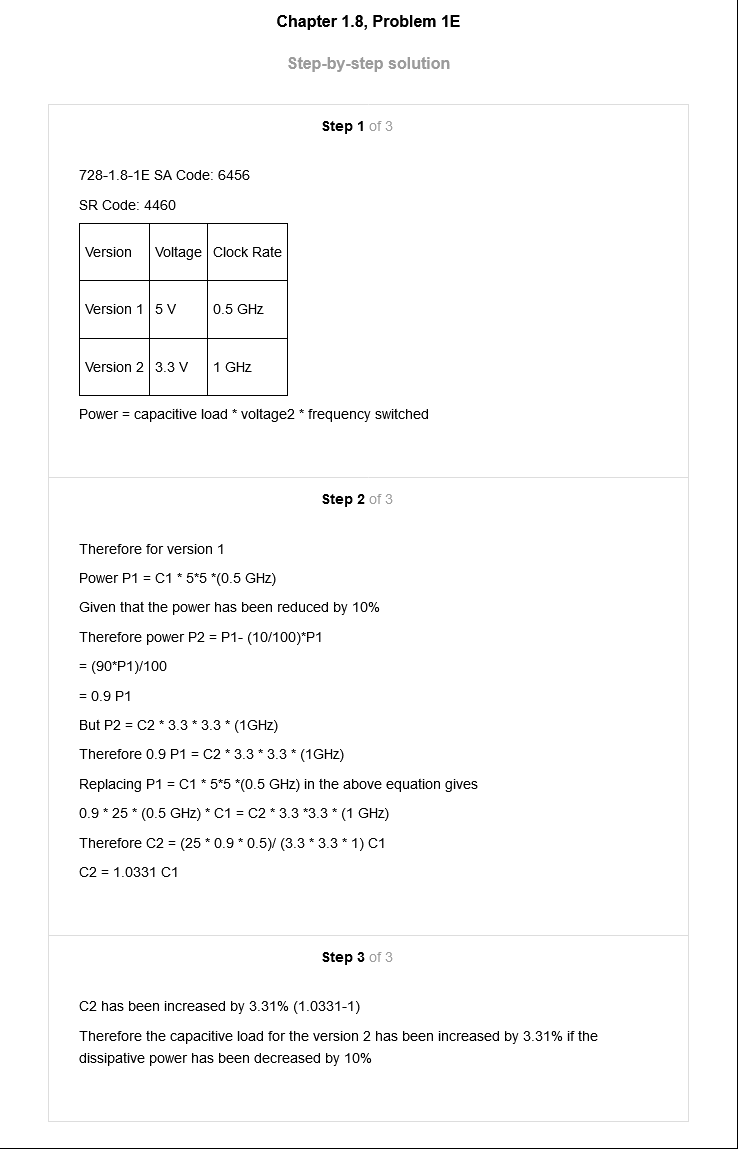 Chapter 1.8, Problem 1E
Step-by-step solution
Step 1 of 3
728-1.8-1E SA Code: 6456
SR Code: 4460
Version Voltage Clock Rate
Version 1 5 V 0.5 GHz
Version 2 3.3 V 1 GHz
Power = capacitive load * voltage2 * frequency switched
Step 2 of 3
Therefore for version 1
Power P1 = C1 * 5*5 *(0.5 GHz)
Given that the power has been reduced by 10%
Therefore power P2 = P1- (10/100)*P1
= (90*P1)/100
= 0.9 P1
But P2 = C2 * 3.3 * 3.3 * (1GHz)
Therefore 0.9 P1 = C2 * 3.3 * 3.3 * (1GHz)
Replacing P1 = C1 * 5*5 *(0.5 GHz) in the above equation gives
0.9 * 25 * (0.5 GHz) * C1 = C2 * 3.3 *3.3 * (1 GHz)
Therefore C2 = (25 * 0.9 * 0.5)/ (3.3 * 3.3 * 1) C1
C2 = 1.0331 C1
Step 3 of 3
C2 has been increased by 3.31% (1.0331-1)
Therefore the capacitive load for the version 2 has been increased by 3.31% if the
dissipative power has been decreased by 10%